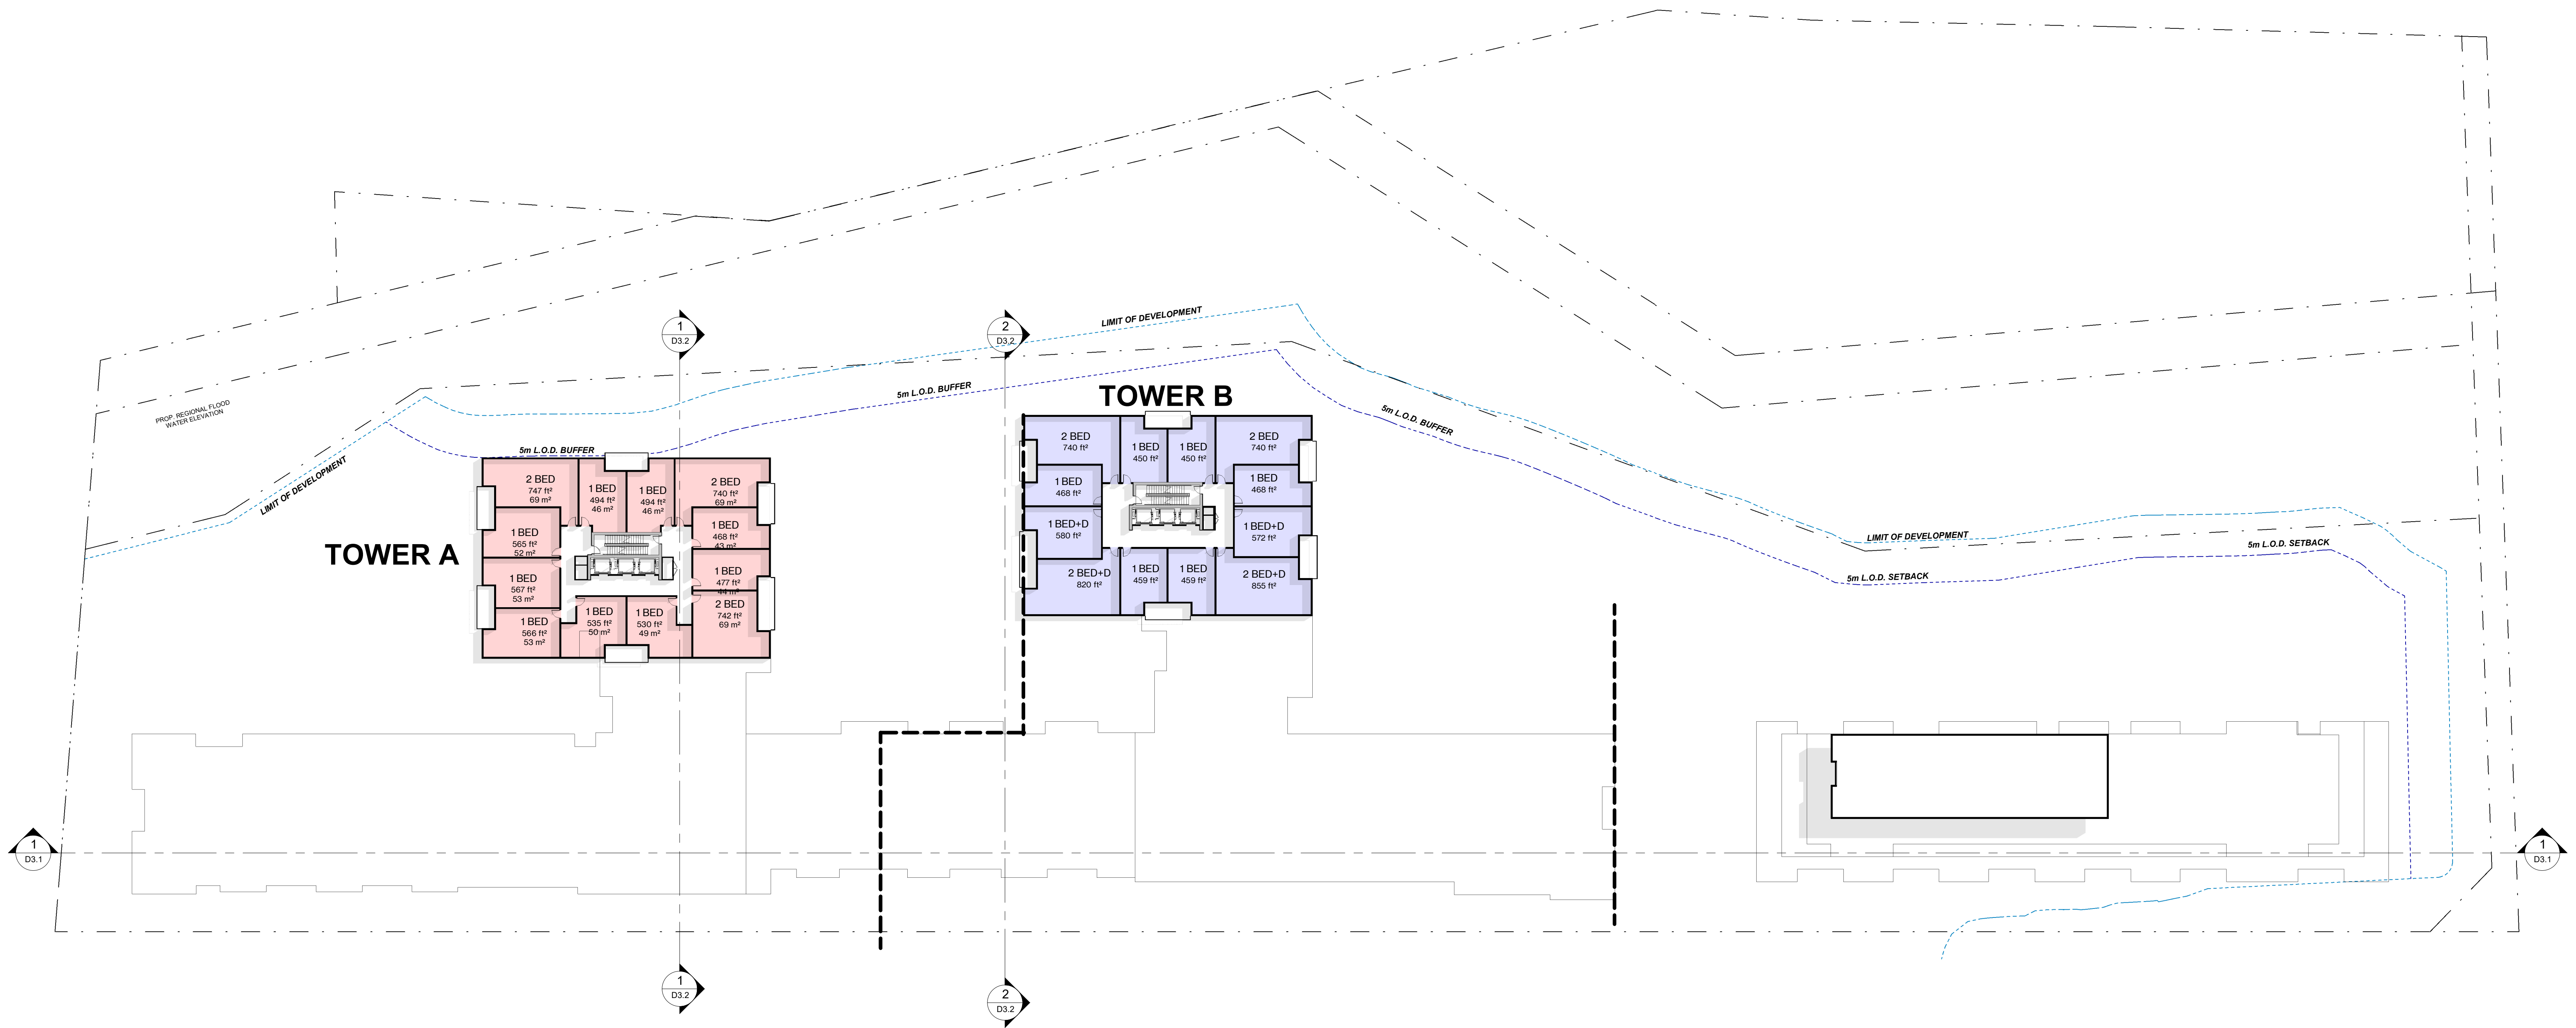 1
D3.2
2
D3.2
LIMIT OF DEVELOPMENT
5m L.O.D. BUFFER
TOWER B
PROP. REGIONAL FLOOD
WATER ELEVATION
LIMIT OF DEVELOPMENT
5m L.O.D. BUFFER
5m L.O.D. BUFFER
TOWER A
2 BED
747 ft²
69 m²
1 BED
494 ft²
46 m²
1 BED
494 ft²
46 m²
2 BED
740 ft²
69 m²
1 BED
565 ft²
52 m²
1 BED
468 ft²
43 m²
1 BED
567 ft²
53 m²
1 BED
477 ft²
44 m²
1 BED
566 ft²
53 m²
1 BED
535 ft²
50 m²
1 BED
530 ft²
49 m²
2 BED
742 ft²
69 m²
2 BED
740 ft²
1 BED
450 ft²
1 BED
450 ft²
2 BED
740 ft²
1 BED
468 ft²
1 BED
468 ft²
1 BED+D
580 ft²
1 BED+D
572 ft²
2 BED+D
820 ft²
1 BED
459 ft²
1 BED
459 ft²
2 BED+D
855 ft²
LIMIT OF DEVELOPMENT
5m L.O.D. SETBACK
5m L.O.D. SETBACK
1
D3.1
1
D3.1
1
D3.2
2
D3.2